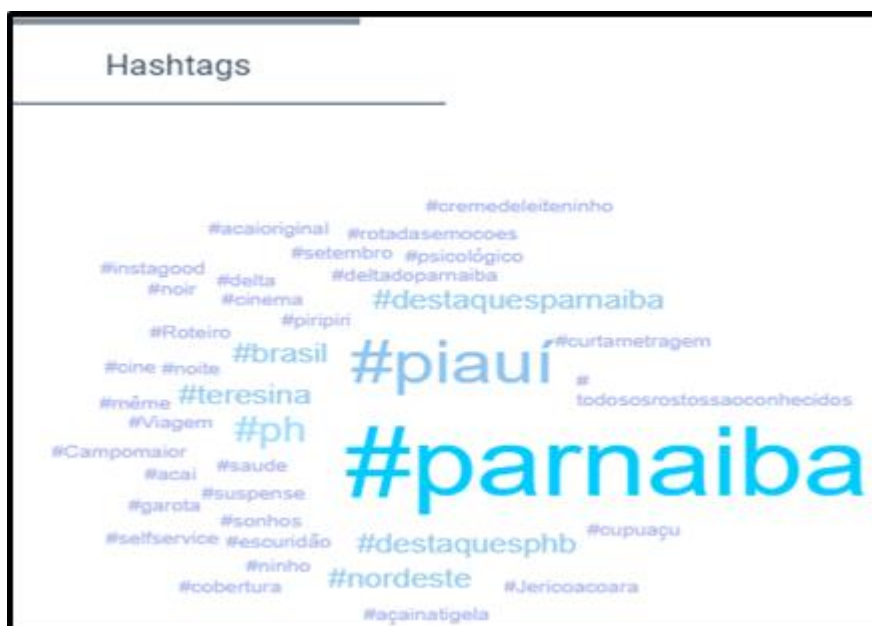 Hashtags
#cremedeleiteninho
#acaioriginal #rotadasemocoes
#setembro #psicológico
#instagood #delta #deltadoparnaiba
#noir #cinema #destaquesparnaiba
#piripiri
#Roteiro #brasil #piauí #curtametragem
#cine #noite
#
#même #teresina todososrostossaoconhecidos
#Viagem #ph
#Campomaior #parnaiba
#acai #saude
#suspense
#garota
#sonhos
#selfservice #escuridão #destaquesphb #cupuaçu
#ninho
#cobertura #nordeste #Jericoacoara
#açainatigela